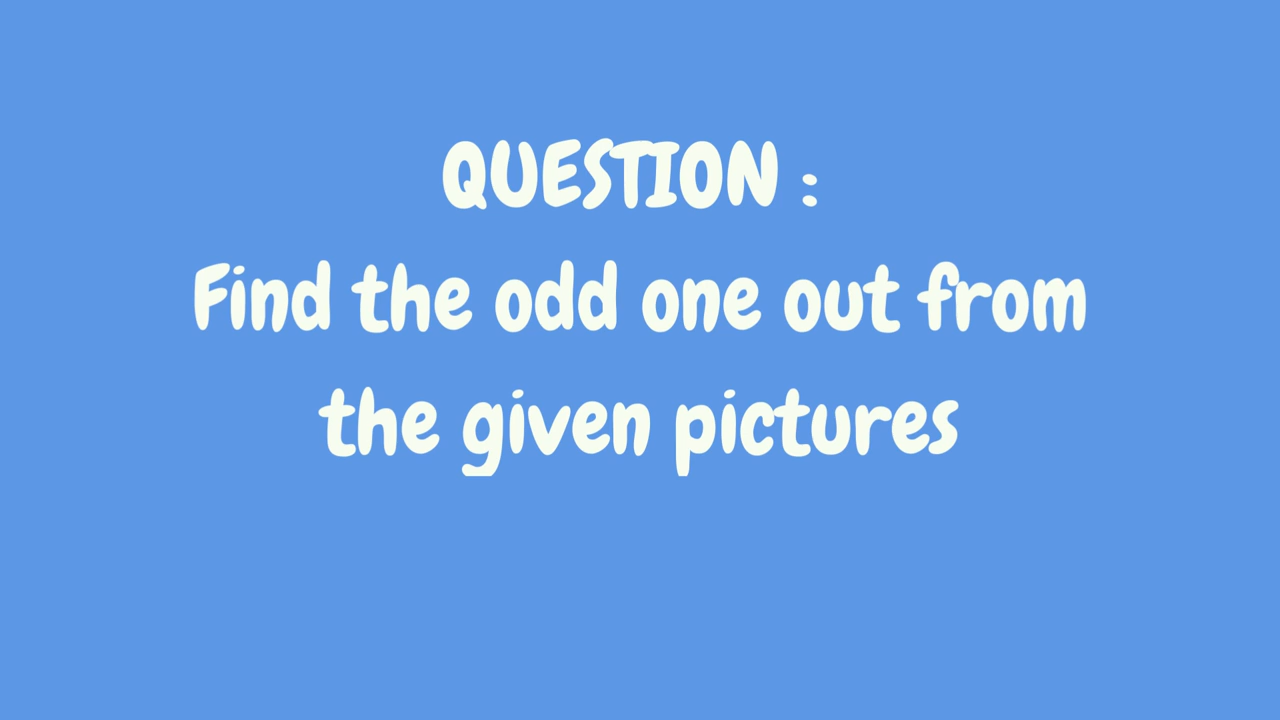 QUESTION :
Find the odd one out from
the given pictures